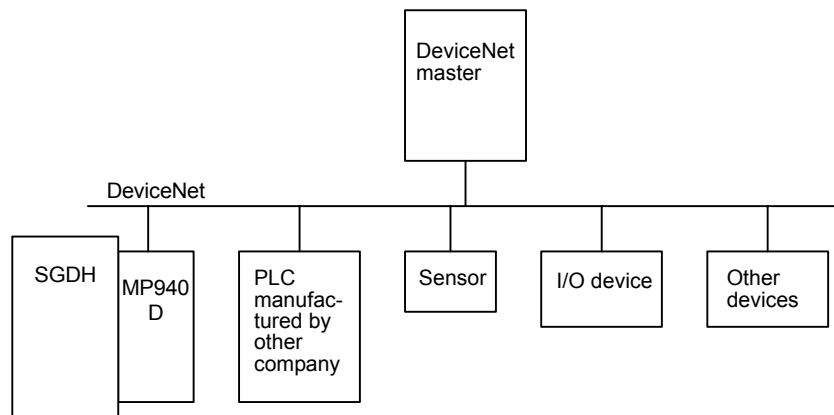 DeviceNet
master
DeviceNet
SGDH
MP940
D
PLC
manufac-
tured by
other
company
Sensor
I/O device
Other
devices